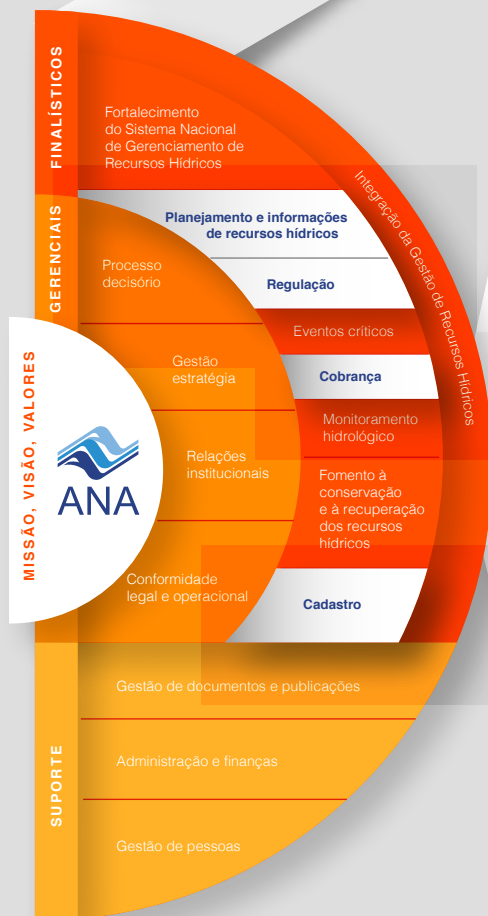 FINALÍSTICOS
Fortalecimento
do Sistema Nacional
de Gerenciamento de
Recursos Hídricos
Integração da Gestão de Recursos Hídricos
Planejamento e informações
de recursos hídricos
Regulação
Eventos críticos
Cobrança
Monitoramento
hidrológico
Fomento à
conservação
e à recuperação
dos recursos
hídricos
Cadastro
GERENCIAIS
Processo
decisório
Gestão
estratégia
Relações
institucionais
Conformidade
legal e operacional
MISSÃO, VISÃO, VALORES
ANA
SUPORTE
Gestão de documentos e publicações
Administração e finanças
Gestão de pessoas